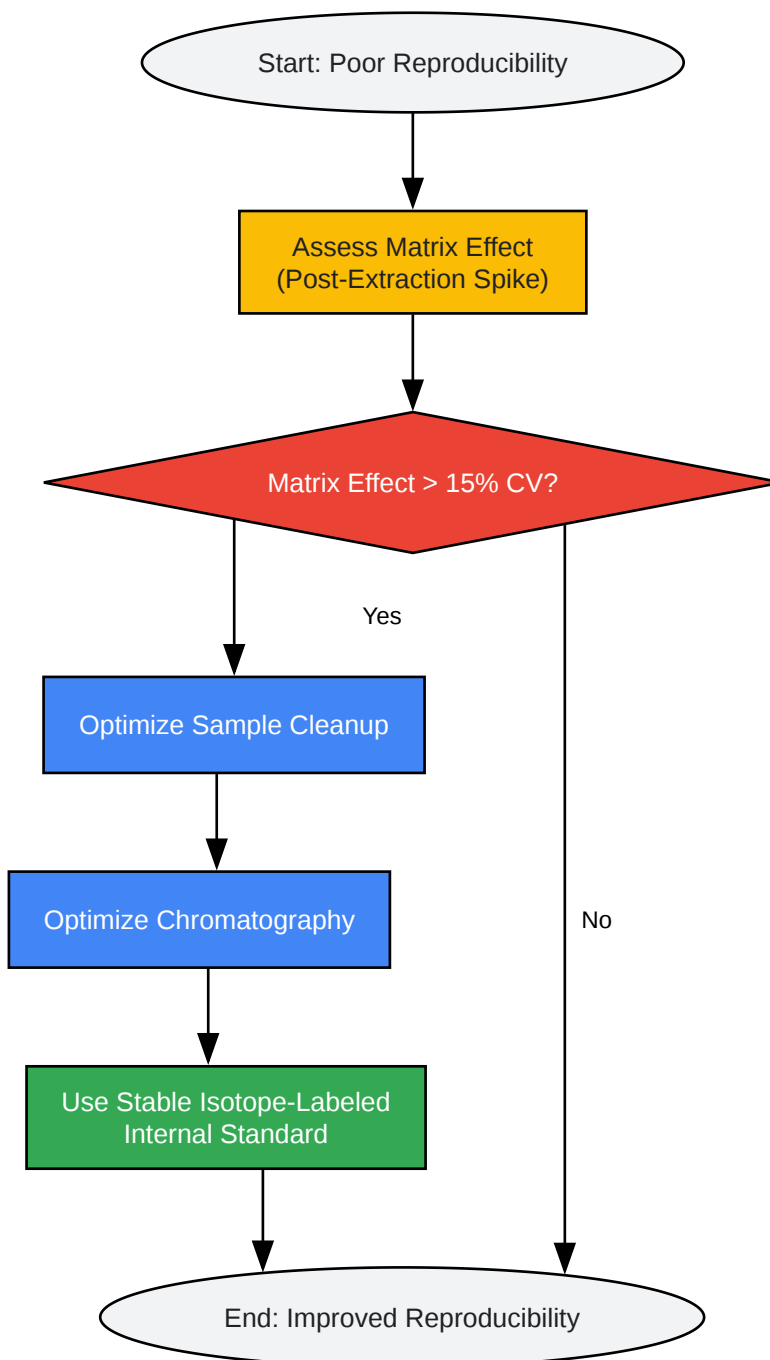 Start: Poor Reproducibility
Assess Matrix Effect
(Post-Extraction Spike)
Matrix Effect > 15% CV?
Yes
Optimize Sample Cleanup
Optimize Chromatography
No
Use Stable Isotope-Labeled
Internal Standard
End: Improved Reproducibility